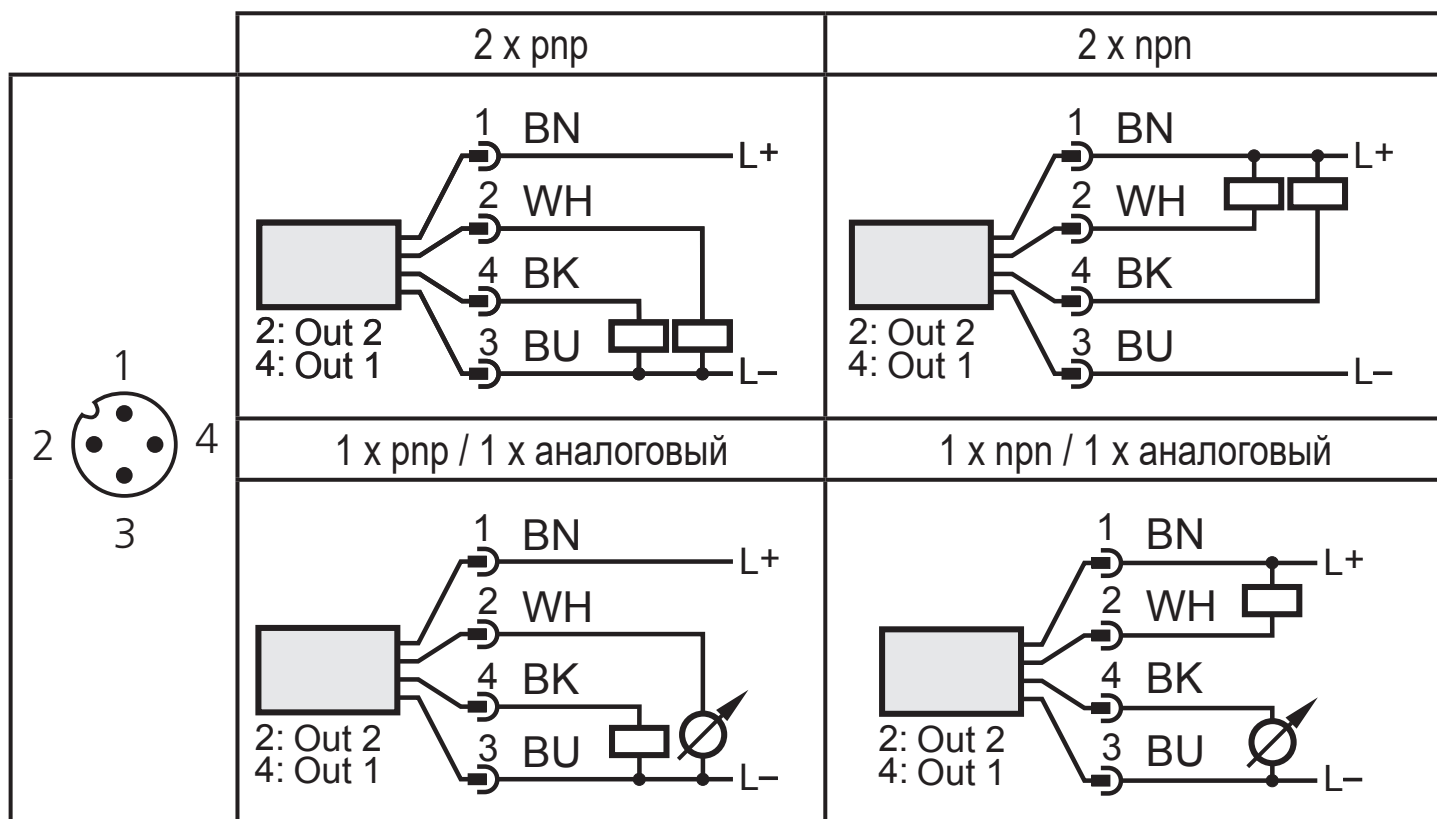 2 x pnp
2 x npn
1
2
4
3
1 BN
L+
2 WH
4 BK
2: Out 2
4: Out 1
3 BU
L–
1 BN
L+
2 WH
4 BK
2: Out 2
4: Out 1
3 BU
L–
1 x pnp / 1 x аналоговый
1 x npn / 1 x аналоговый
1 BN
L+
2 WH
4 BK
2: Out 2
4: Out 1
3 BU
L–
1 BN
L+
2 WH
4 BK
2: Out 2
4: Out 1
3 BU
L–